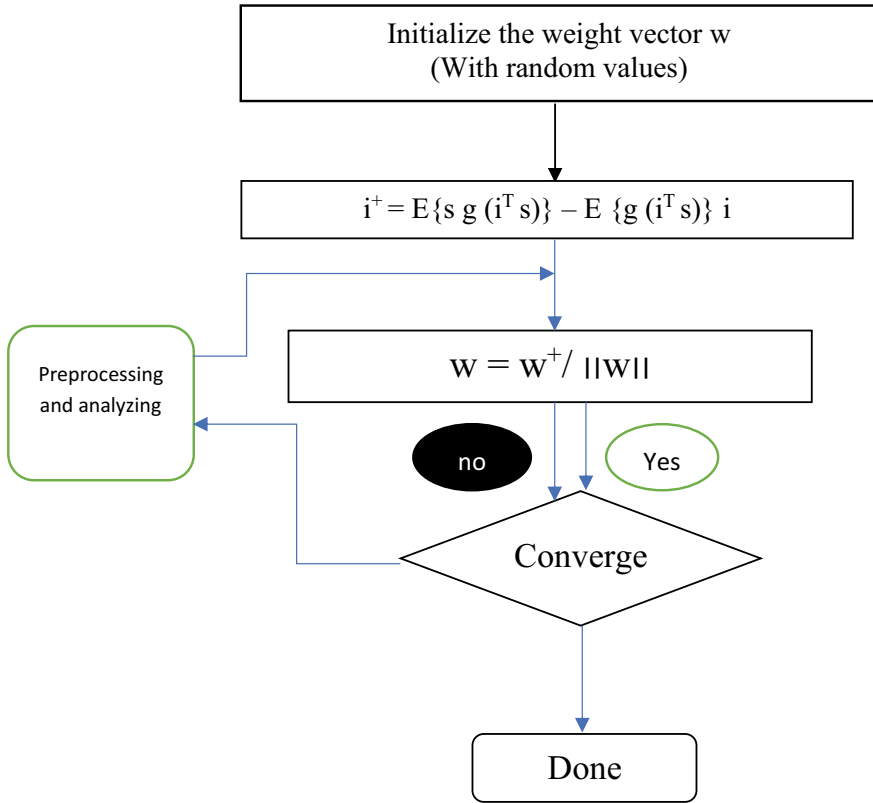 Initialize the weight vector w
(With random values)
i⁺ = E{s g (iᵀ s)} – E {g (iᵀ s)} i
w = w⁺/ ||w||
Preprocessing
and analyzing
no
Yes
Converge
Done